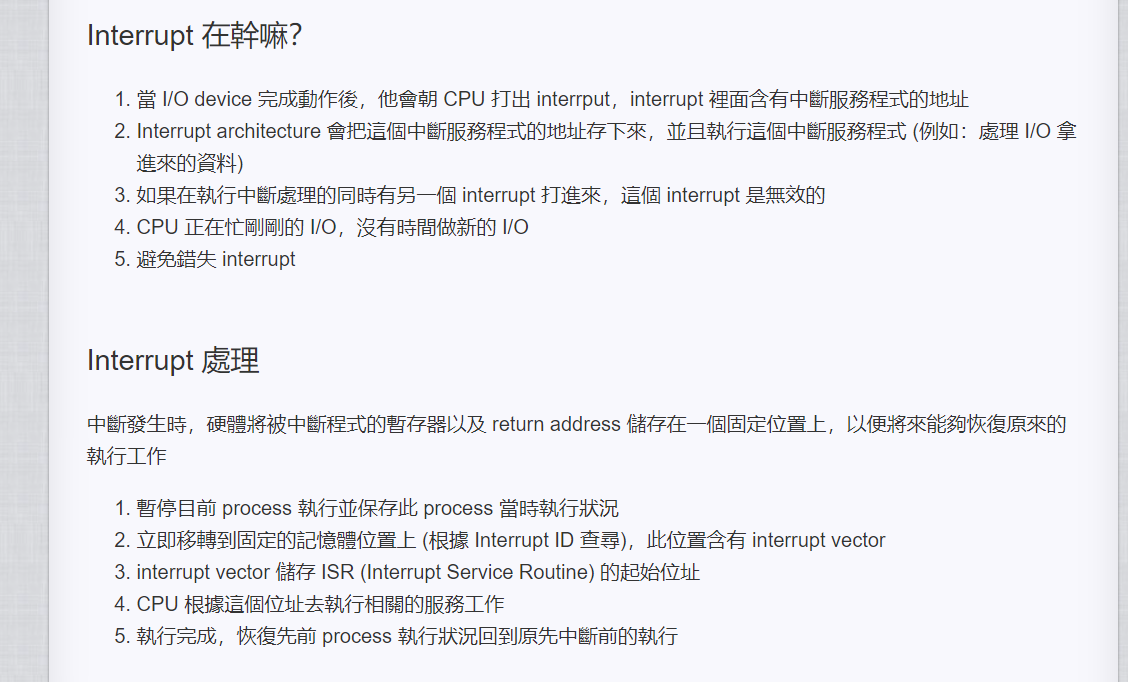 Interrupt 在幹嘛？
1. 當 I/O device 完成動作後，他會朝 CPU 打出 interrput，interrupt 裡面含有中斷服務程式的地址
2. Interrupt architecture 會把這個中斷服務程式的地址存下來，並且執行這個中斷服務程式 (例如：處理 I/O 拿
進來的資料)
3. 如果在執行中斷處理的同時有另一個 interrupt 打進來，這個 interrupt 是無效的
4. CPU 正在忙剛剛的 I/O，沒有時間做新的 I/O
5. 避免錯失 interrupt
Interrupt 處理
中斷發生時，硬體將被中斷程式的暫存器以及 return address 儲存在一個固定位置上，以便將來能夠恢復原來的
執行工作
1. 暫停目前 process 執行並保存此 process 當時執行狀況
2. 立即移轉到固定的記憶體位置上 (根據 Interrupt ID 查尋)，此位置含有 interrupt vector
3. interrupt vector 儲存 ISR (Interrupt Service Routine) 的起始位址
4. CPU 根據這個位址去執行相關的服務工作
5. 執行完成，恢復先前 process 執行狀況回到原先中斷前的執行